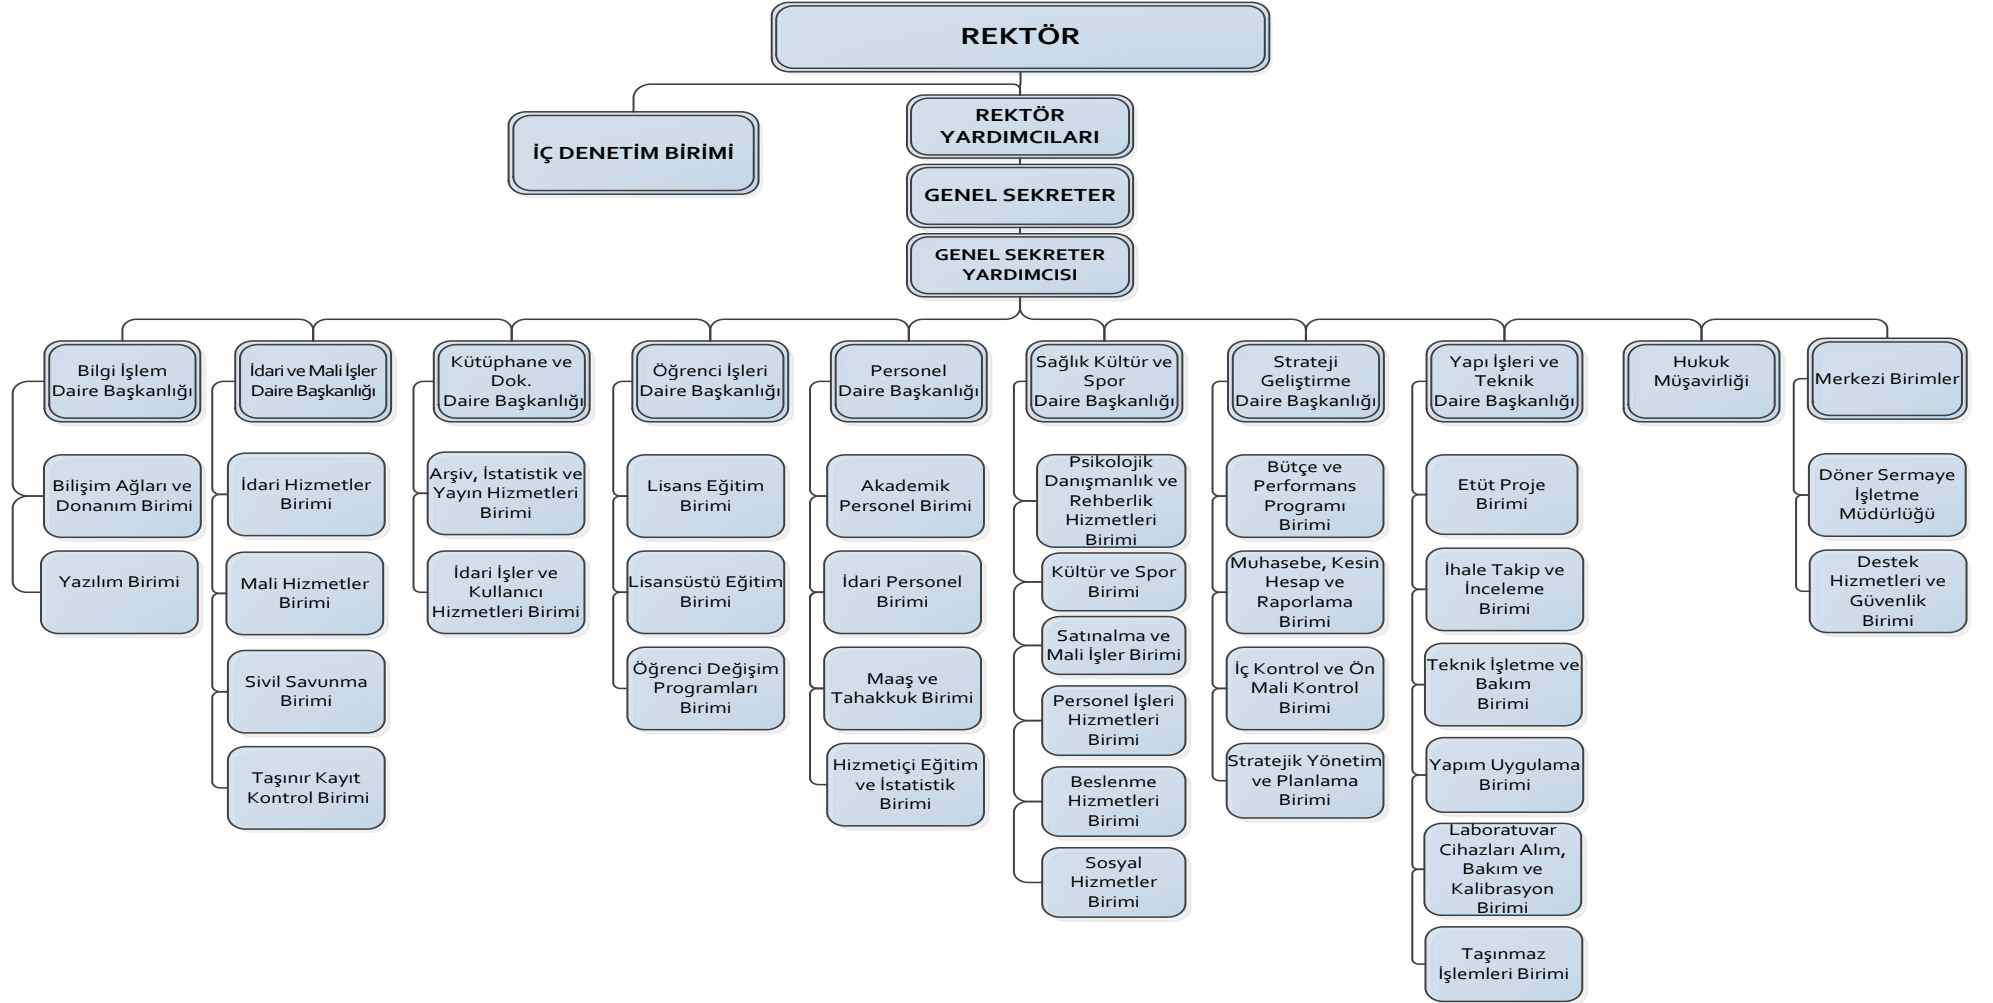 REKTÖR
REKTÖR
YARDIMCILARI
İÇ DENETİM BİRİMİ
GENEL SEKRETER
GENEL SEKRETER
YARDIMCISI
Bilgi İşlem
Daire Başkanlığı
Bilişim Ağları ve
Donanım Birimi
Yazılım Birimi
İdari ve Mali İşler
Daire Başkanlığı
İdari Hizmetler
Birimi
Mali Hizmetler
Birimi
Sivil Savunma
Birimi
Taşınır Kayıt
Kontrol Birimi
Kütüphane ve
Dok.
Daire Başkanlığı
Arşiv, İstatistik ve
Yayın Hizmetleri
Birimi
İdari İşler ve
Kullanıcı
Hizmetleri Birimi
Öğrenci İşleri
Daire Başkanlığı
Lisans Eğitim
Birimi
Lisansüstü Eğitim
Birimi
Öğrenci Değişim
Programları
Birimi
Personel
Daire Başkanlığı
Akademik
Personel Birimi
İdari Personel
Birimi
Maaş ve
Tahakkuk Birimi
Hizmetiçi Eğitim
ve İstatistik
Birimi
Sağlık Kültür ve
Spor
Daire Başkanlığı
Psikolojik
Danışmanlık ve
Rehberlik
Hizmetleri
Birimi
Kültür ve Spor
Birimi
Satınalma ve
Mali İşler Birimi
Personel İşleri
Hizmetleri
Birimi
Beslenme
Hizmetleri
Birimi
Sosyal
Hizmetler
Birimi
Strateji
Geliştirme
Daire Başkanlığı
Bütçe ve
Performans
Programı
Birimi
Muhasebe, Kesin
Hesap ve
Raporlama
Birimi
İç Kontrol ve Ön
Mali Kontrol
Birimi
Stratejik Yönetim
ve Planlama
Birimi
Yapı İşleri ve
Teknik
Daire Başkanlığı
Etüt Proje
Birimi
İhale Takip ve
İnceleme
Birimi
Teknik İşletme ve
Bakım
Birimi
Yapım Uygulama
Birimi
Laboratuvar
Cihazları Alım,
Bakım ve
Kalibrasyon
Birimi
Taşınmaz
İşlemleri Birimi
Hukuk
Müşavirliği
Merkezi Birimler
Döner Sermaye
İşletme
Müdürlüğü
Destek
Hizmetleri ve
Güvenlik
Birimi